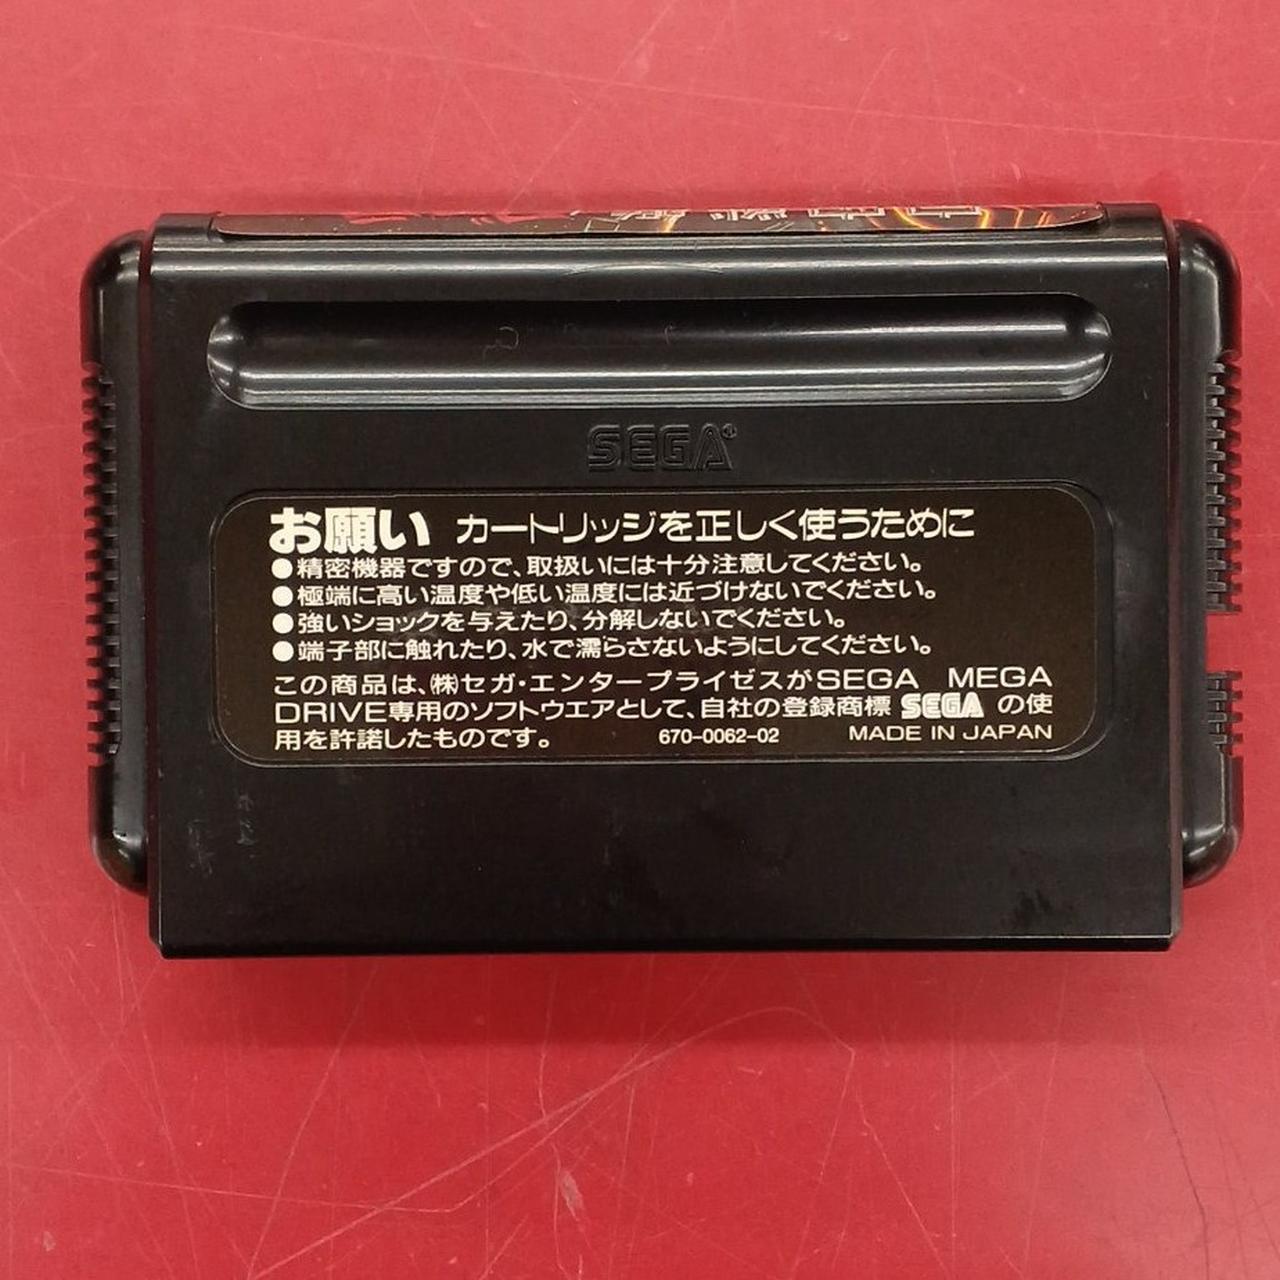 SEGA®
お願い カートリッジを正しく使うために
●精密機器ですので、取扱いには十分注意してください。
●極端に高い温度や低い温度には近づけないでください。
●強いショックを与えたり、分解しないでください。
●端子部に触れたり、水で濡らさないようにしてください。
この商品は、㈱セガ・エンタープライゼスがSEGA MEGA
DRIVE専用のソフトウエアとして、自社の登録商標 SEGA の使
用を許諾したものです。 670-0062-02 MADE IN JAPAN